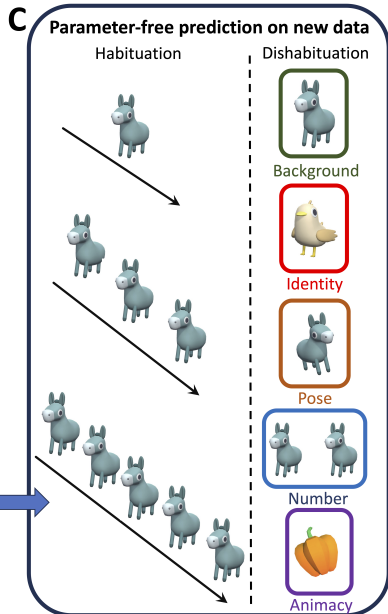 C
Parameter-free prediction on new data
Habituation
Dishabituation
Background
Identity
Pose
Number
Animacy